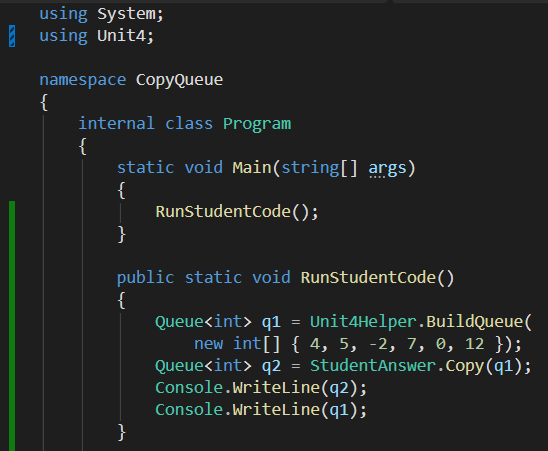 using System;
using Unit4;
namespace CopyQueue
{
internal class Program
{
static void Main(string[] args)
{
RunStudentCode();
}
public static void RunStudentCode()
{
Queue<int> q1 = Unit4Helper.BuildQueue(
new int[] { 4, 5, -2, 7, 0, 12 });
Queue<int> q2 = StudentAnswer.Copy(q1);
Console.WriteLine(q2);
Console.WriteLine(q1);
}